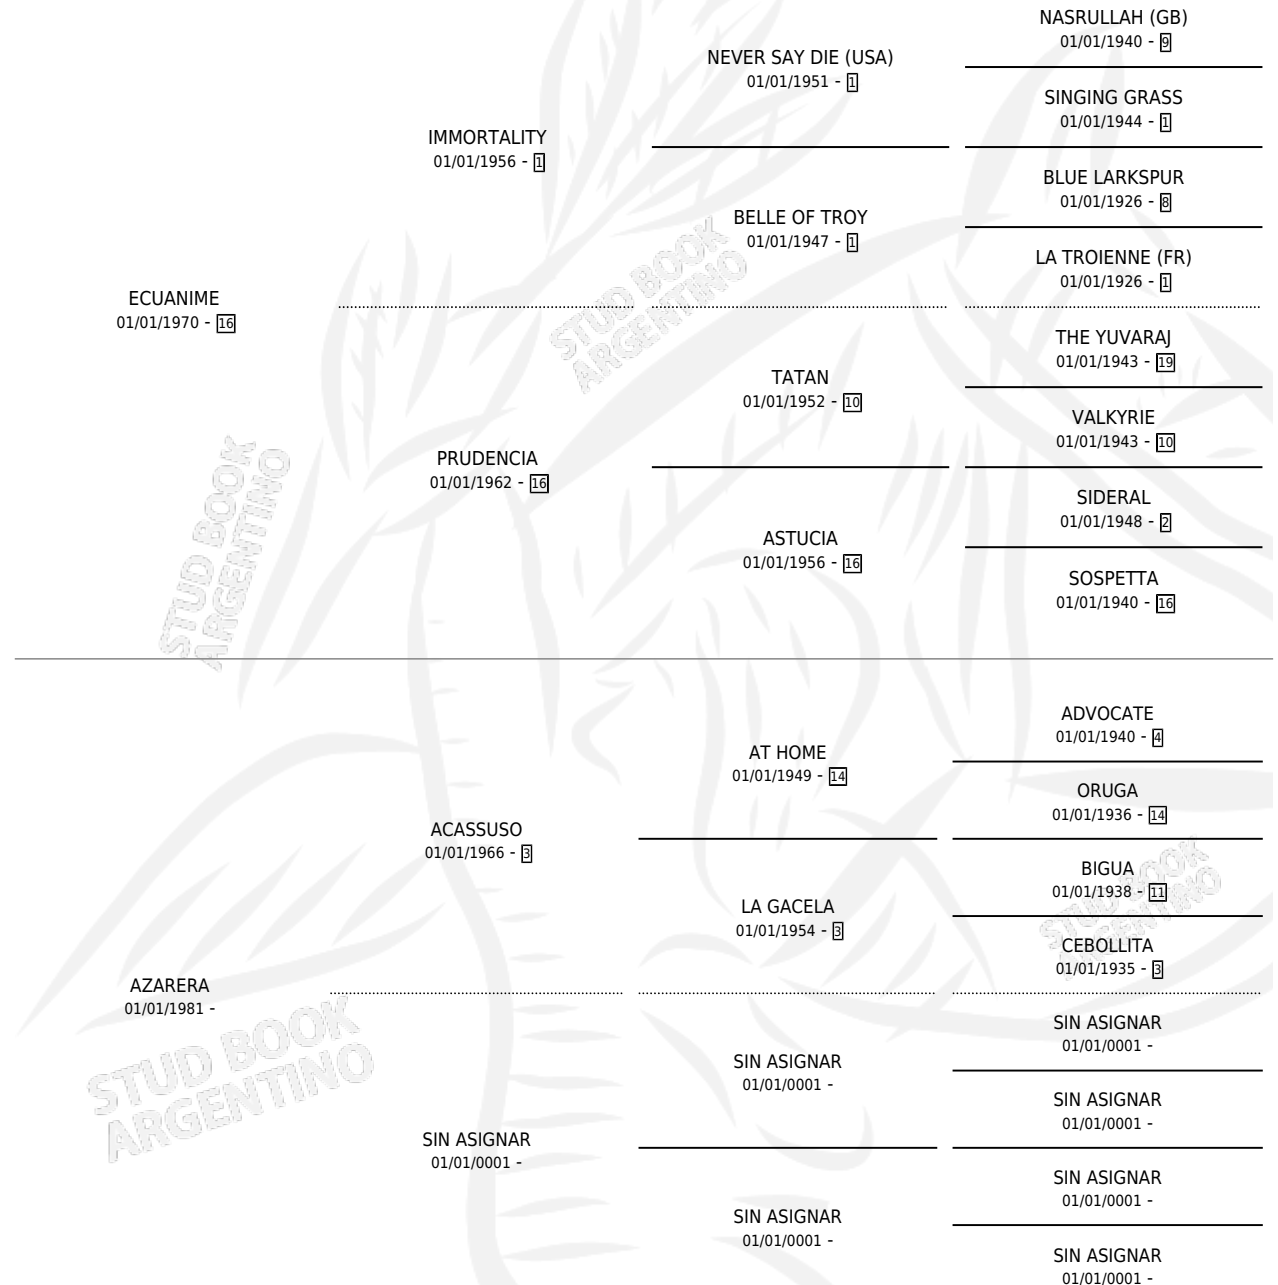 NASRULLAH (GB)
01/01/1940 - 9
NEVER SAY DIE (USA)
01/01/1951 - 1
SINGING GRASS
01/01/1944 - 1
IMMORTALITY
01/01/1956 - 1
BLUE LARKSPUR
01/01/1926 - 8
BELLE OF TROY
01/01/1947 - 1
LA TROIENNE (FR)
01/01/1926 - 1
ECUANIME
01/01/1970 - 16
STUD BOOK
ARGENTINO
THE YUVARAJ
01/01/1943 - 19
TATAN
01/01/1952 - 10
VALKYRIE
01/01/1943 - 10
PRUDENCIA
01/01/1962 - 16
SIDERAL
01/01/1948 - 2
ASTUCIA
01/01/1956 - 16
SOSPETTA
01/01/1940 - 16
STUD BOOK
ARGENTINO
ADVOCATE
01/01/1940 - 4
AT HOME
01/01/1949 - 14
ORUGA
01/01/1936 - 14
ACASSUSO
01/01/1966 - 3
BIGUA
01/01/1938 - 11
LA GACELA
01/01/1954 - 3
CEBOLLITA
01/01/1935 - 3
STUD BOOK
ARGENTINO
AZARERA
01/01/1981 -
SIN ASIGNAR
01/01/0001 -
SIN ASIGNAR
01/01/0001 -
SIN ASIGNAR
01/01/0001 -
STUD BOOK
ARGENTINO
SIN ASIGNAR
01/01/0001 -
SIN ASIGNAR
01/01/0001 -
SIN ASIGNAR
01/01/0001 -
SIN ASIGNAR
01/01/0001 -